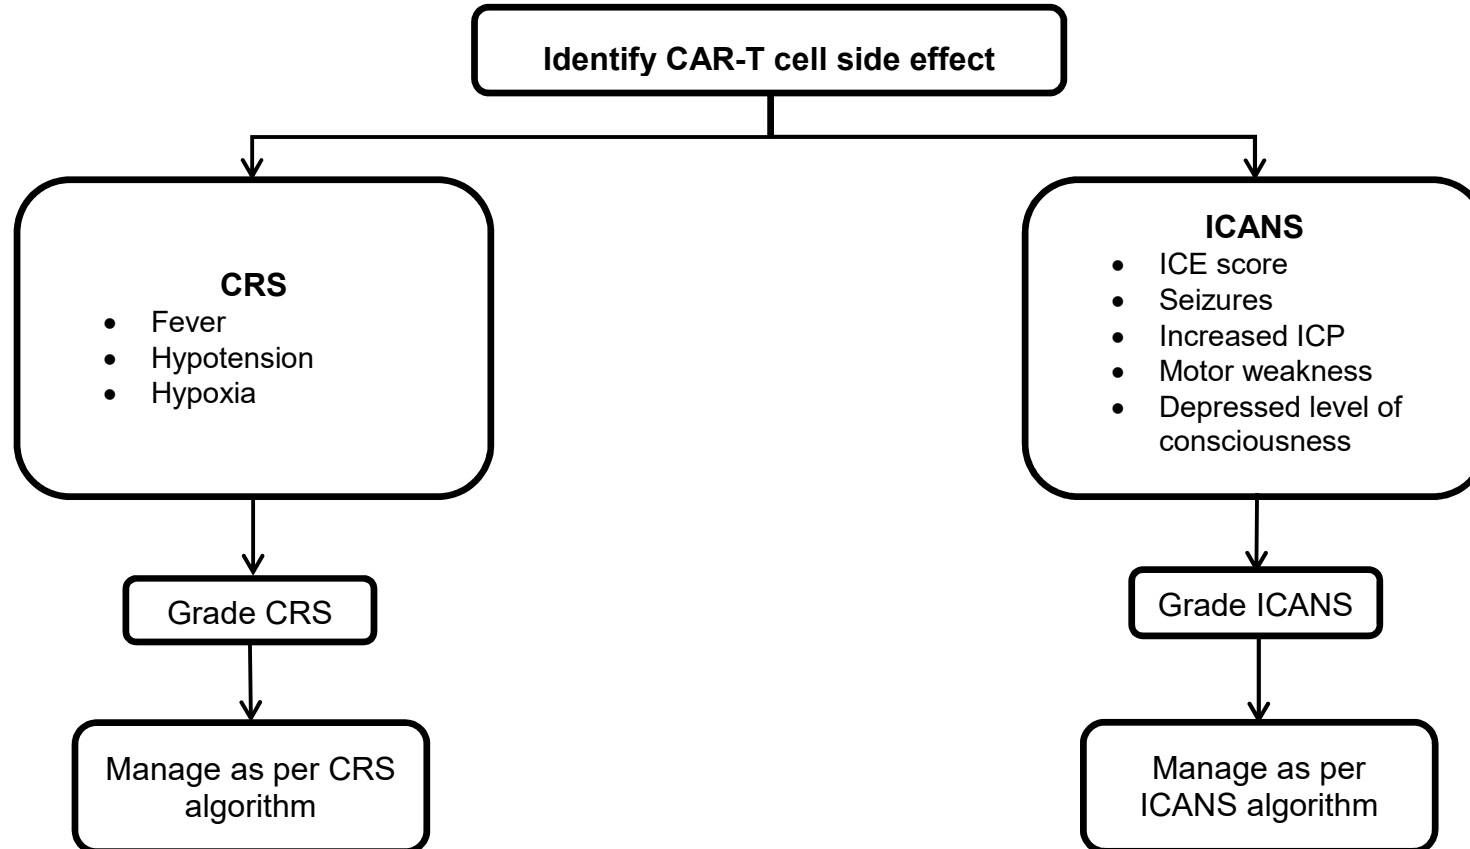 Identify CAR-T cell side effect
CRS
• Fever
• Hypotension
• Hypoxia
ICANS
• ICE score
• Seizures
• Increased ICP
• Motor weakness
• Depressed level of
consciousness
Grade CRS
Grade ICANS
Manage as per CRS
algorithm
Manage as per
ICANS algorithm